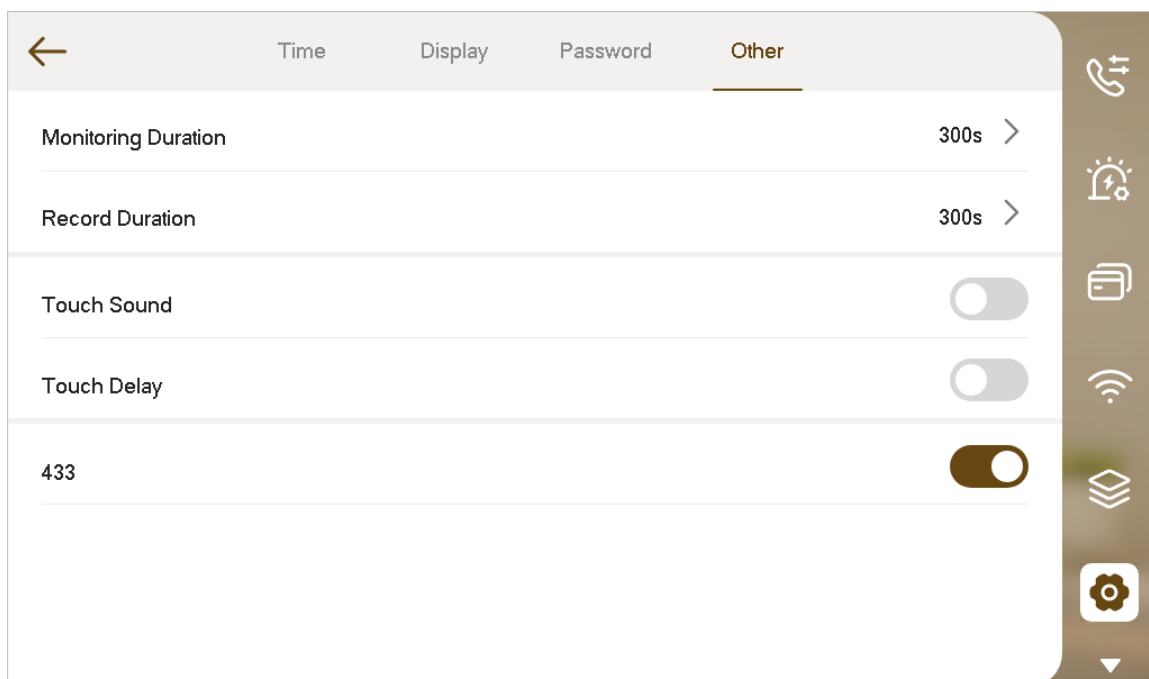 Time Display Password Other
Monitoring Duration 300s
Record Duration 300s
Touch Sound
Touch Delay
433